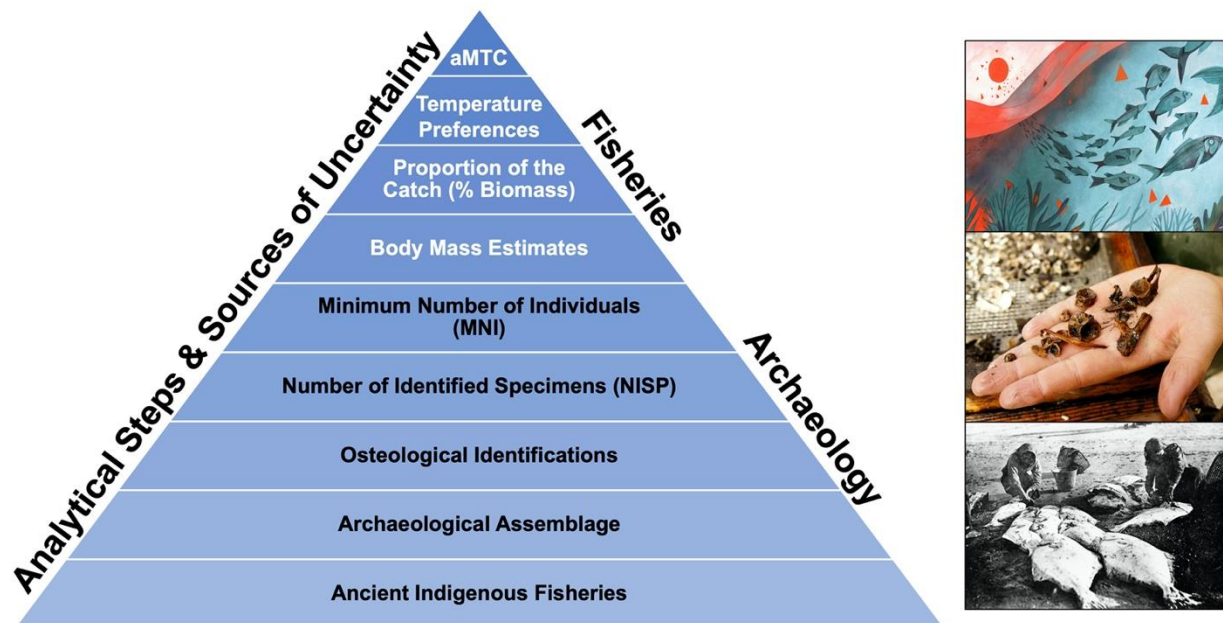 Analytical Steps & Sources of Uncertainty
aMTC
Temperature
Preferences
Proportion of the
Catch (% Biomass)
Body Mass Estimates
Minimum Number of Individuals
(MNI)
Number of Identified Specimens (NISP)
Osteological Identifications
Archaeological Assemblage
Ancient Indigenous Fisheries
Fisheries
Archaeology